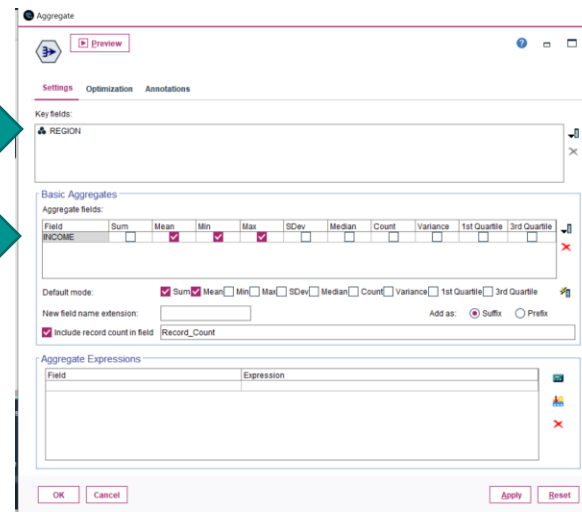 Aggregate
Preview
?
Settings Optimization Annotations
Key fields:
REGION
Basic Aggregates
Aggregate fields:
Field Sum Mean Min Max SDev Median Count Variance 1st Quartile 3rd Quartile
INCOME
Default mode: Sum Mean Min Max SDev Median Count Variance 1st Quartile 3rd Quartile
New field name extension: Add as: Suffix Prefix
Include record count in field Record_Count
Aggregate Expressions
Field Expression
OK Cancel Apply Reset